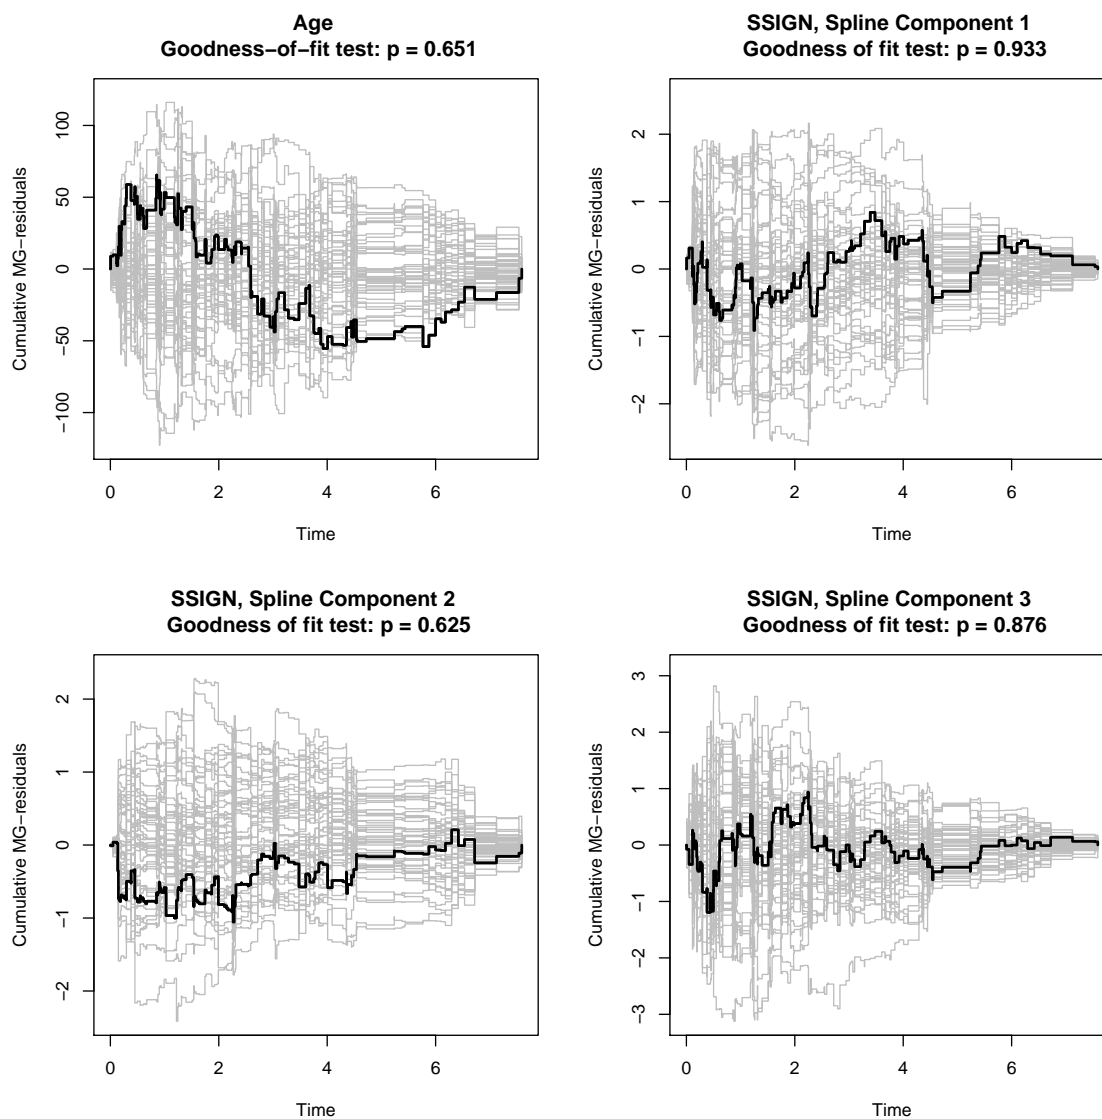 Age
Goodness−of−fit test: p = 0.651
Cumulative MG−residuals
100
50
0
−50
−100
0 2 4 6
Time
SSIGN, Spline Component 1
Goodness of fit test: p = 0.933
Cumulative MG−residuals
2
1
0
−1
−2
0 2 4 6
Time
SSIGN, Spline Component 2
Goodness of fit test: p = 0.625
Cumulative MG−residuals
2
1
0
−1
−2
0 2 4 6
Time
SSIGN, Spline Component 3
Goodness of fit test: p = 0.876
Cumulative MG−residuals
3
2
1
0
−1
−2
−3
0 2 4 6
Time